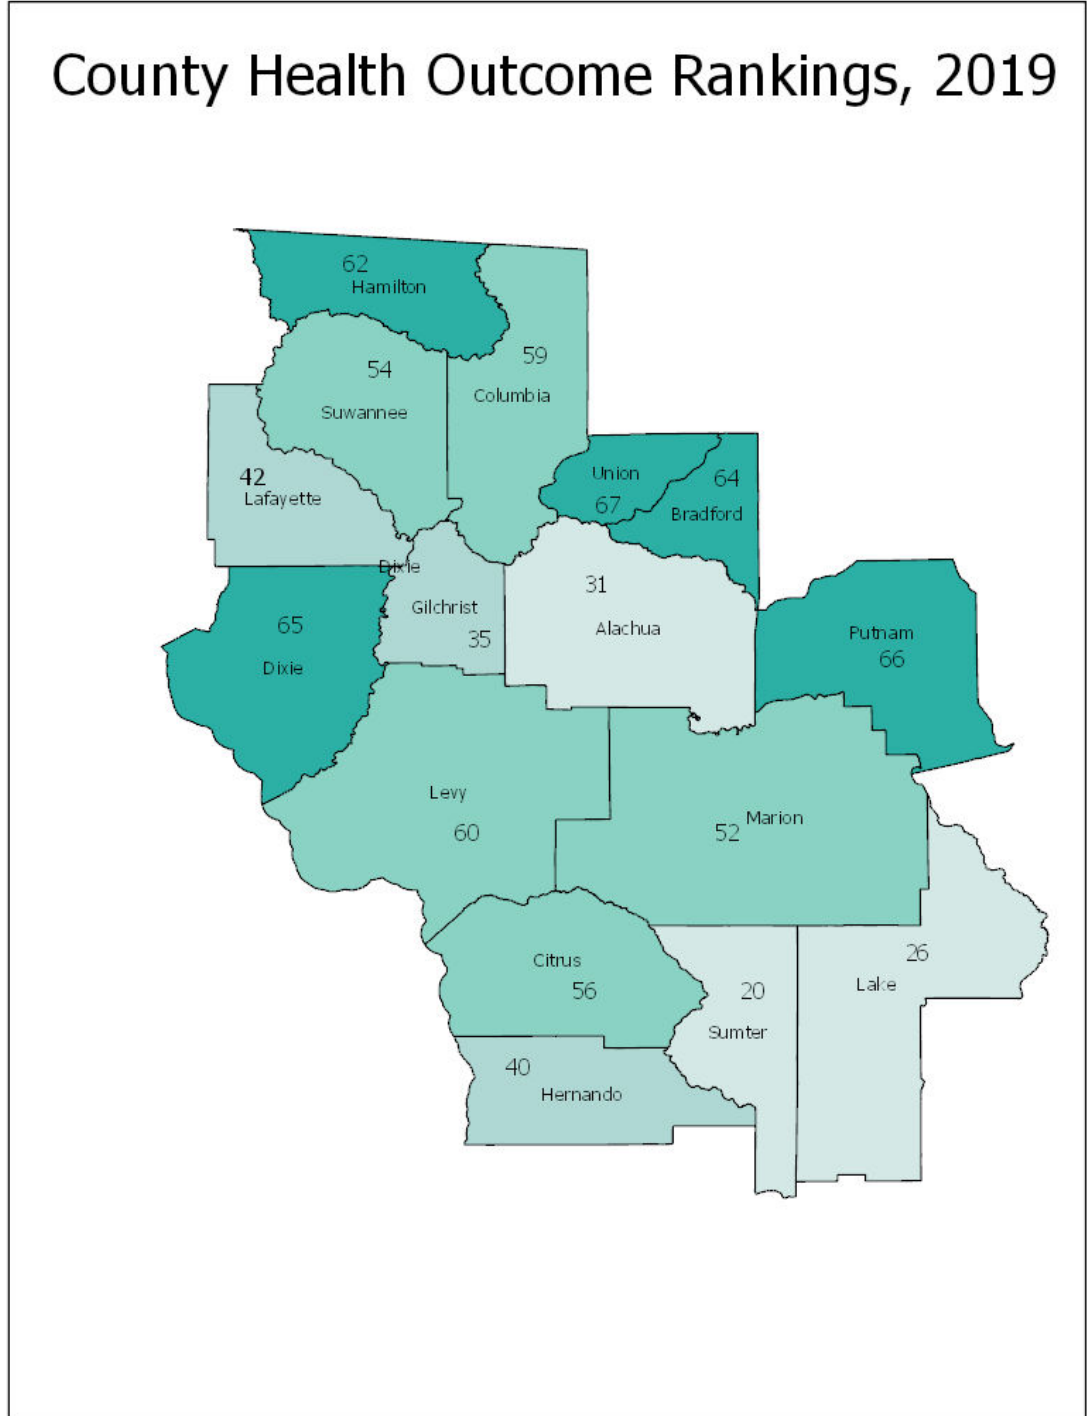 County Health Outcome Rankings, 2019
62
Hamilton
59
Columbia
54
Suwannee
42
Lafayette
Union
67
64
Bradford
Dixie
Gilchrist
35
31
Alachua
65
Dixie
Putnam
66
Levy
60
Marion
52
Citrus
56
20
Sumter
26
Lake
40
Hernando